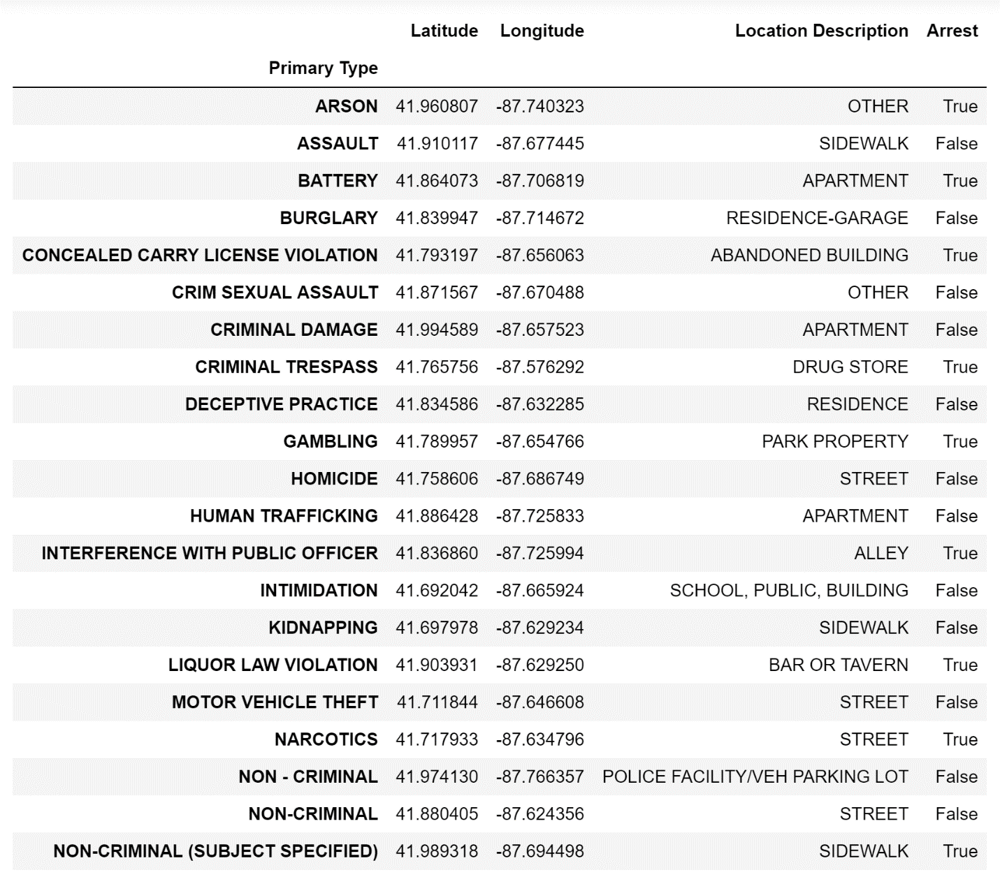 Latitude Longitude Location Description Arrest
Primary Type
ARSON 41.960807 -87.740323 OTHER True
ASSAULT 41.910117 -87.677445 SIDEWALK False
BATTERY 41.864073 -87.706819 APARTMENT True
BURGLARY 41.839947 -87.714672 RESIDENCE-GARAGE False
CONCEALED CARRY LICENSE VIOLATION 41.793197 -87.656063 ABANDONED BUILDING True
CRIM SEXUAL ASSAULT 41.871567 -87.670488 OTHER False
CRIMINAL DAMAGE 41.994589 -87.657523 APARTMENT False
CRIMINAL TRESPASS 41.765756 -87.576292 DRUG STORE True
DECEPTIVE PRACTICE 41.834586 -87.632285 RESIDENCE False
GAMBLING 41.789957 -87.654766 PARK PROPERTY True
HOMICIDE 41.758606 -87.686749 STREET False
HUMAN TRAFFICKING 41.886428 -87.725833 APARTMENT False
INTERFERENCE WITH PUBLIC OFFICER 41.836860 -87.725994 ALLEY True
INTIMIDATION 41.692042 -87.665924 SCHOOL, PUBLIC, BUILDING False
KIDNAPPING 41.697978 -87.629234 SIDEWALK False
LIQUOR LAW VIOLATION 41.903931 -87.629250 BAR OR TAVERN True
MOTOR VEHICLE THEFT 41.711844 -87.646608 STREET False
NARCOTICS 41.717933 -87.634796 STREET True
NON - CRIMINAL 41.974130 -87.766357 POLICE FACILITY/VEH PARKING LOT False
NON-CRIMINAL 41.880405 -87.624356 STREET False
NON-CRIMINAL (SUBJECT SPECIFIED) 41.989318 -87.694498 SIDEWALK True